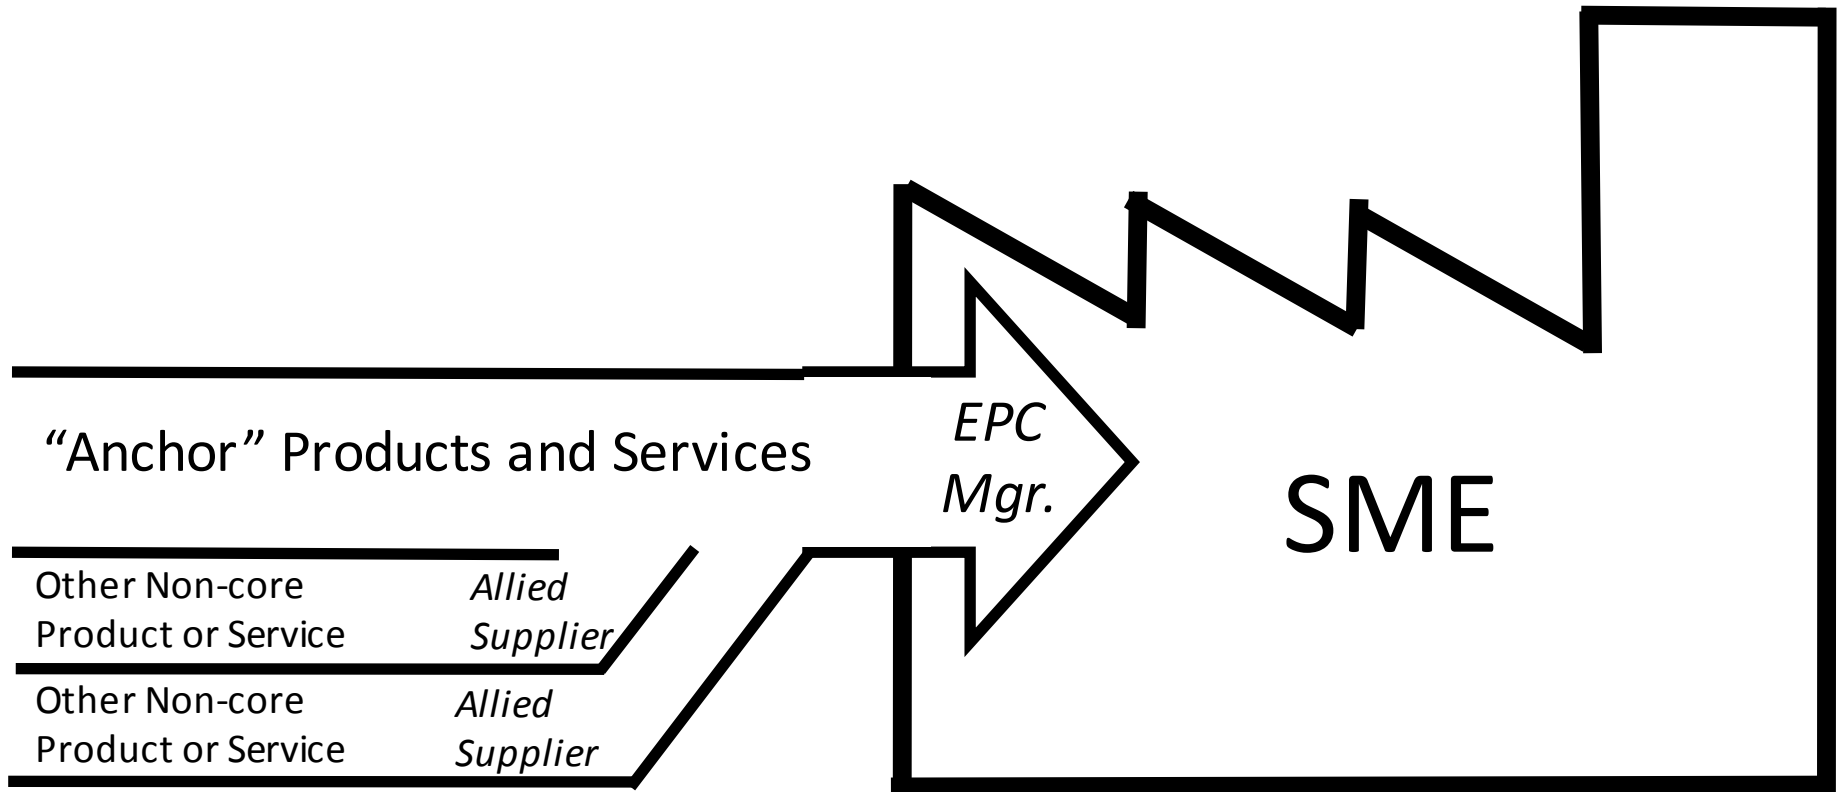 EPC
Mgr.
“Anchor” Products and Services
SME
Other Non-core Allied
Product or Service Supplier
Other Non-core Allied
Product or Service Supplier